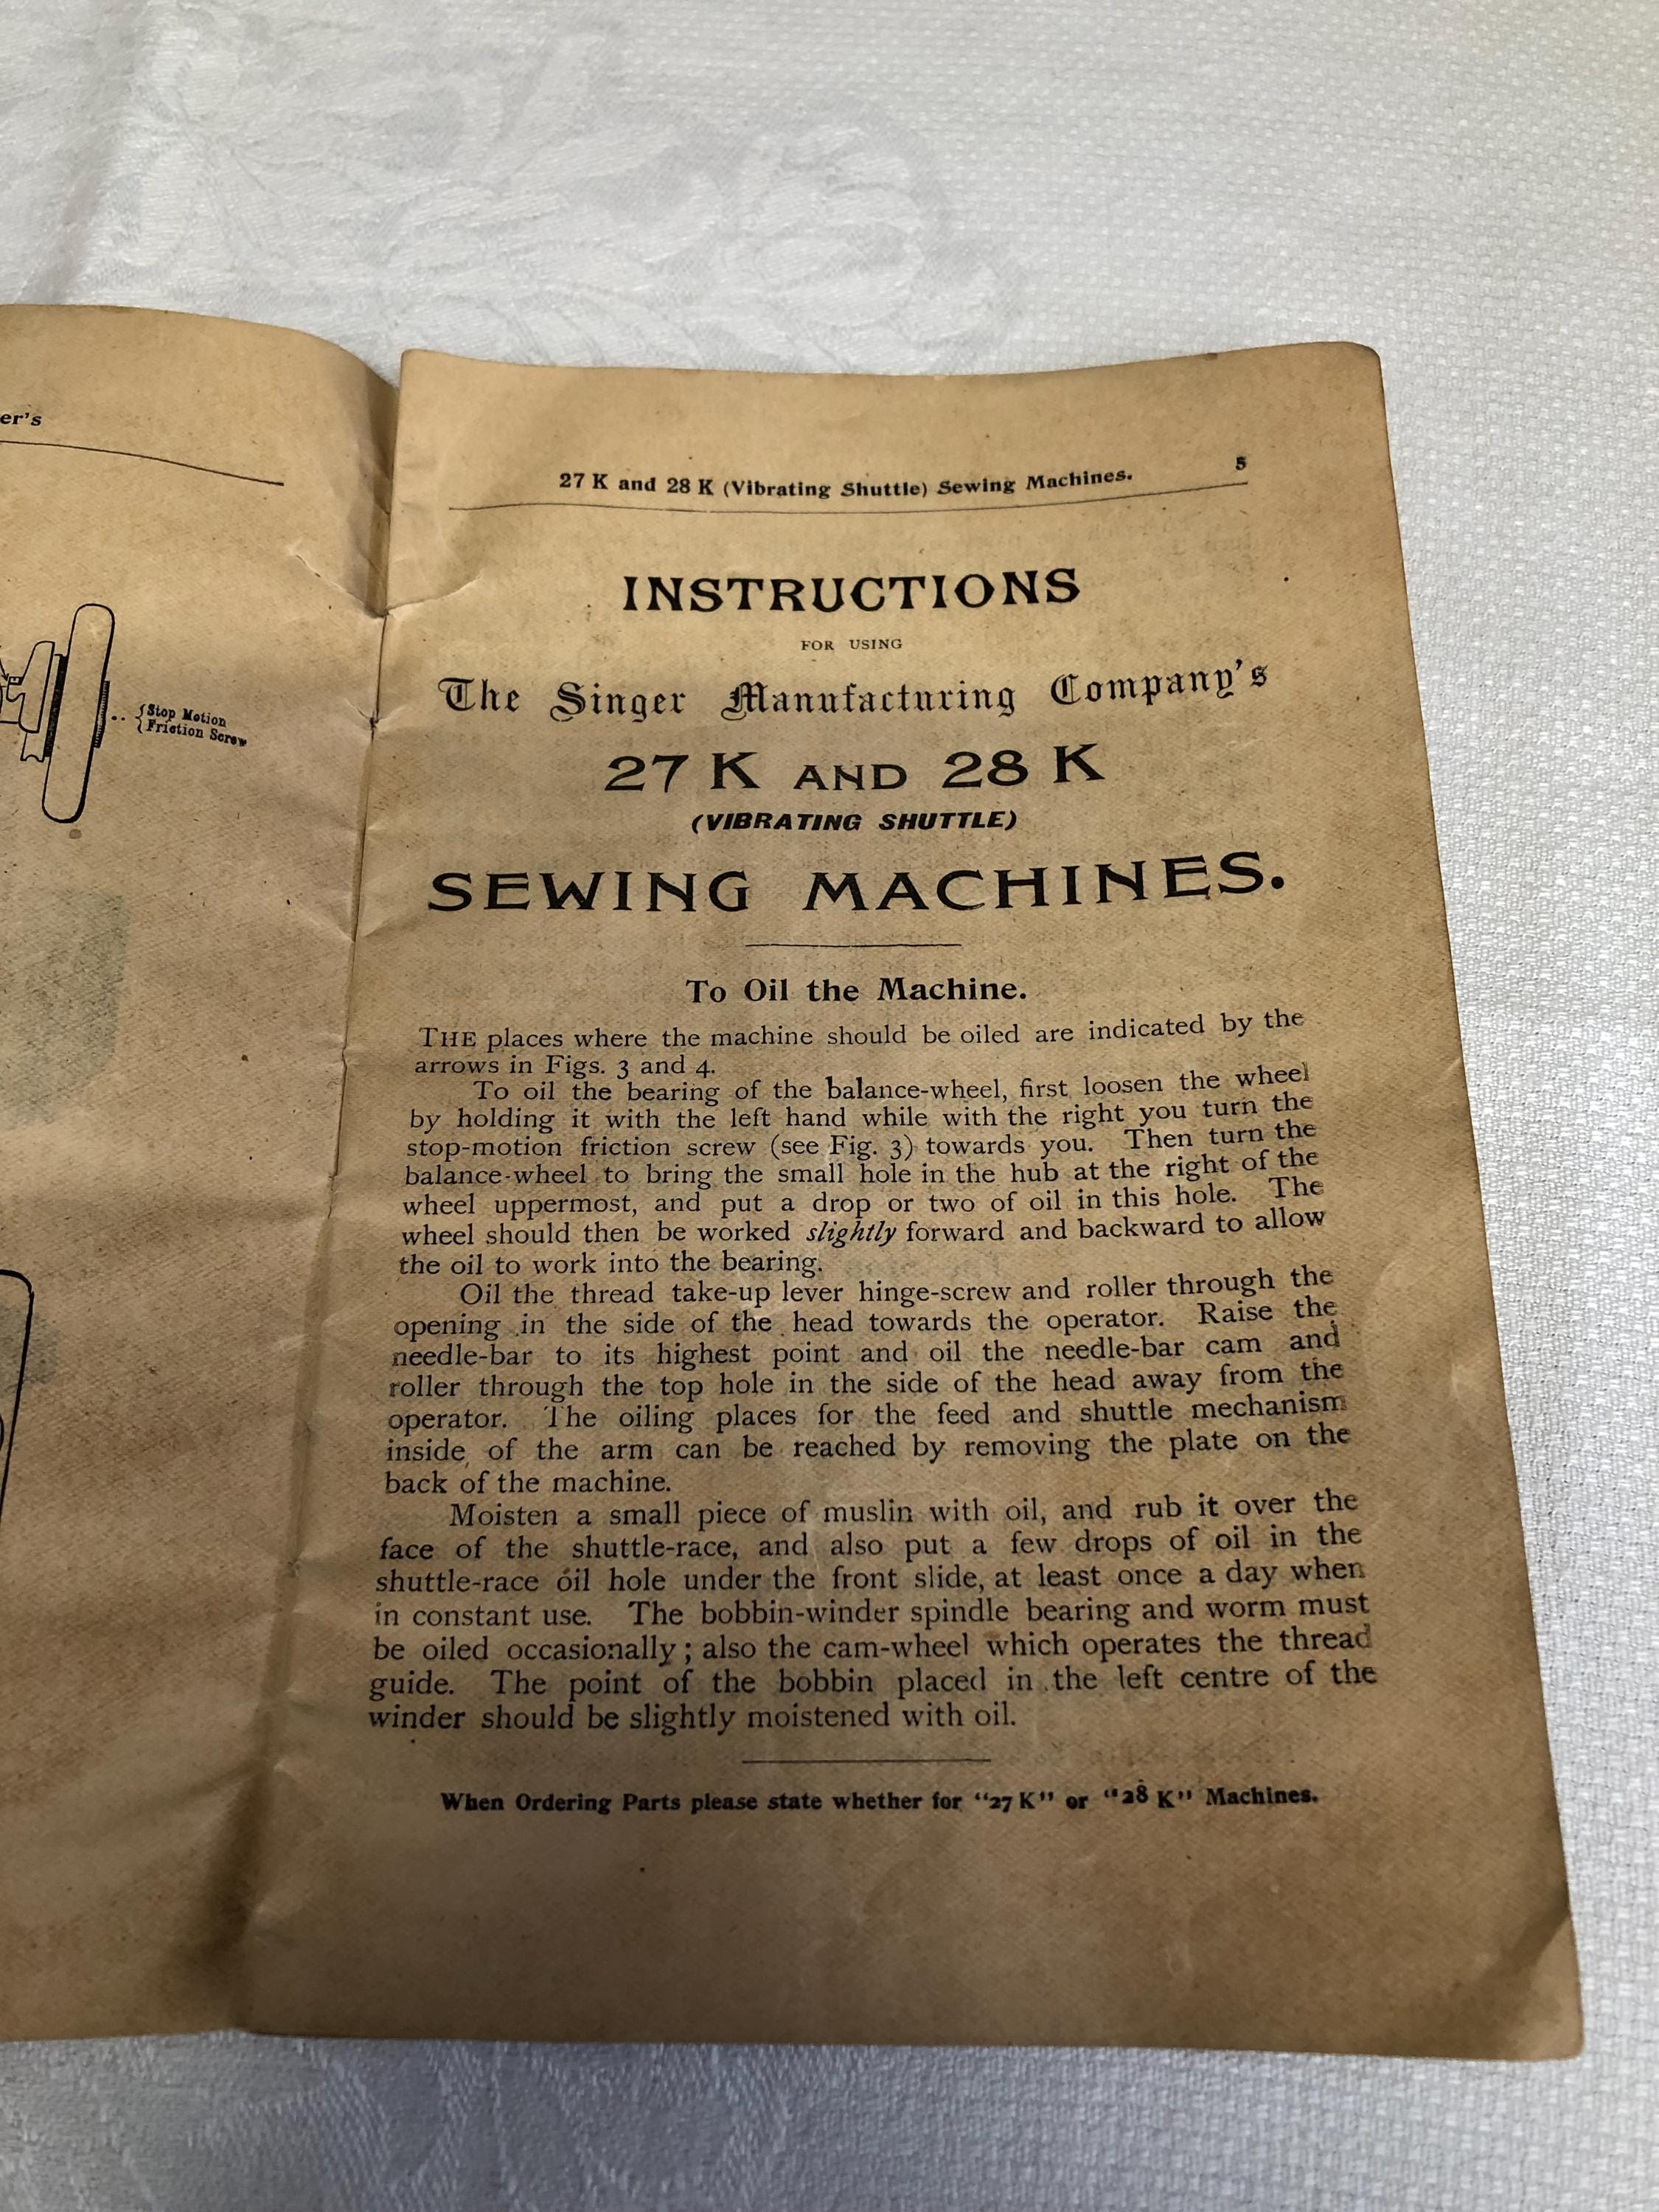 er's
Stop Motion
Friction Screw
27 K and 28 K (Vibrating Shuttle) Sewing Machines. 5
INSTRUCTIONS
FOR USING
The Singer Manufacturing Company's
27 K AND 28 K
(VIBRATING SHUTTLE)
SEWING MACHINES.
To Oil the Machine.
THE places where the machine should be oiled are indicated by the
arrows in Figs. 3 and 4.
To oil the bearing of the balance-wheel, first loosen the wheel
by holding it with the left hand while with the right you turn the
stop-motion friction screw (see Fig. 3) towards you. Then turn the
balance-wheel to bring the small hole in the hub at the right of the
wheel uppermost, and put a drop or two of oil in this hole. The
wheel should then be worked slightly forward and backward to allow
the oil to work into the bearing.
Oil the thread take-up lever hinge-screw and roller through the
opening in the side of the head towards the operator. Raise the
needle-bar to its highest point and oil the needle-bar cam and
roller through the top hole in the side of the head away from the
operator. The oiling places for the feed and shuttle mechanism
inside of the arm can be reached by removing the plate on the
back of the machine.
Moisten a small piece of muslin with oil, and rub it over the
face of the shuttle-race, and also put a few drops of oil in the
shuttle-race oil hole under the front slide, at least once a day when
in constant use. The bobbin-winder spindle bearing and worm must
be oiled occasionally; also the cam-wheel which operates the thread
guide. The point of the bobbin placed in the left centre of the
winder should be slightly moistened with oil.
When Ordering Parts please state whether for "27 K" or "28 K" Machines.